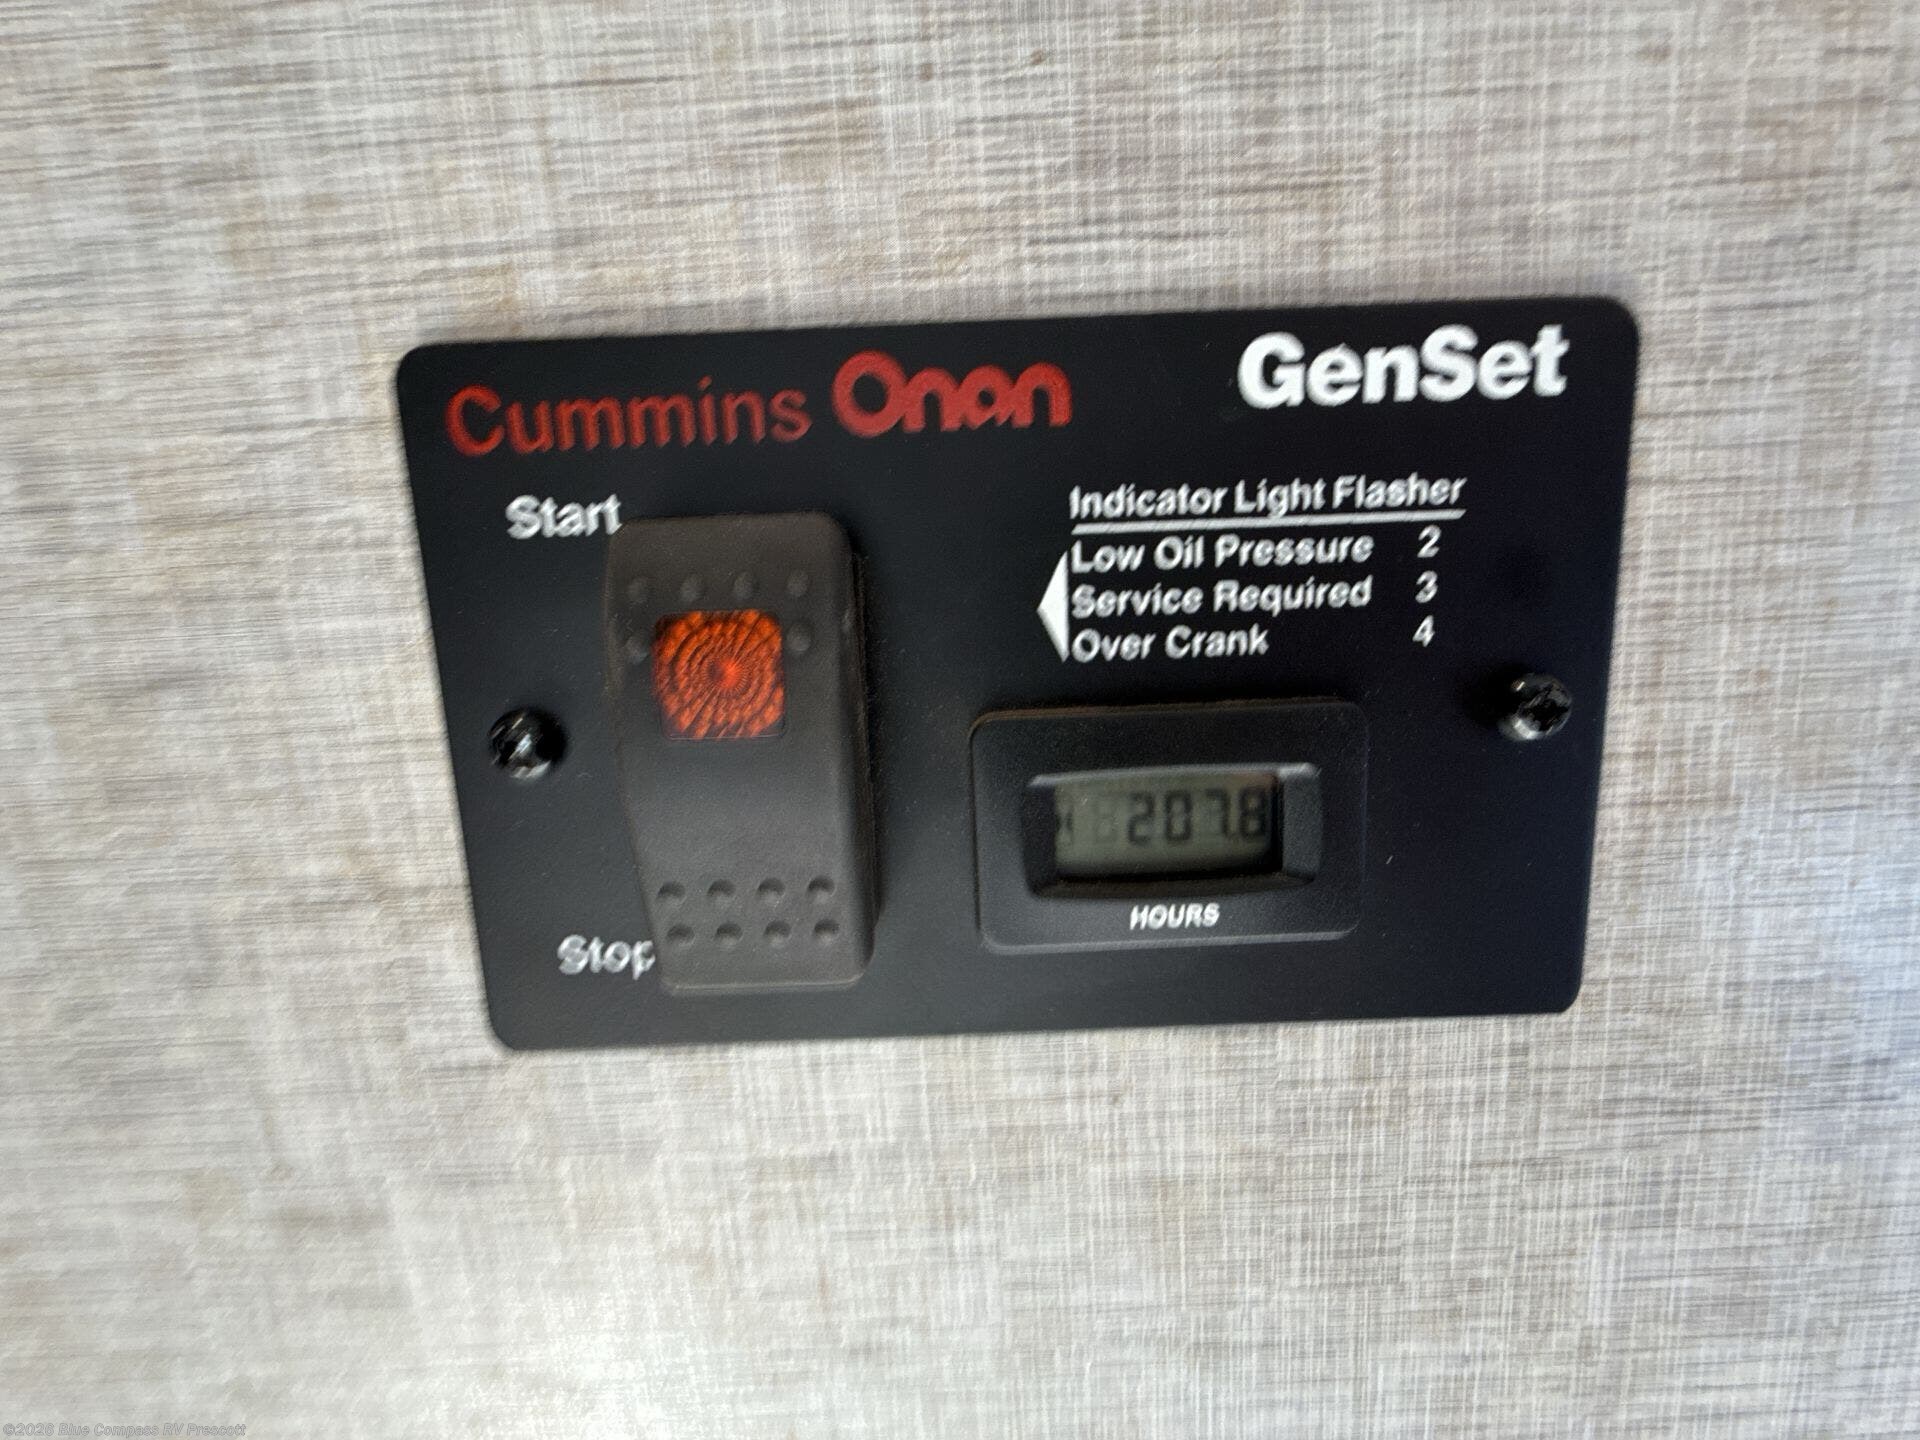 Cummins Onan GenSet
Start
Indicator Light Flasher
Low Oil Pressure 2
Service Required 3
Over Crank 4
207.8
HOURS
Stop
©2026 Blue Compass RV Prescott